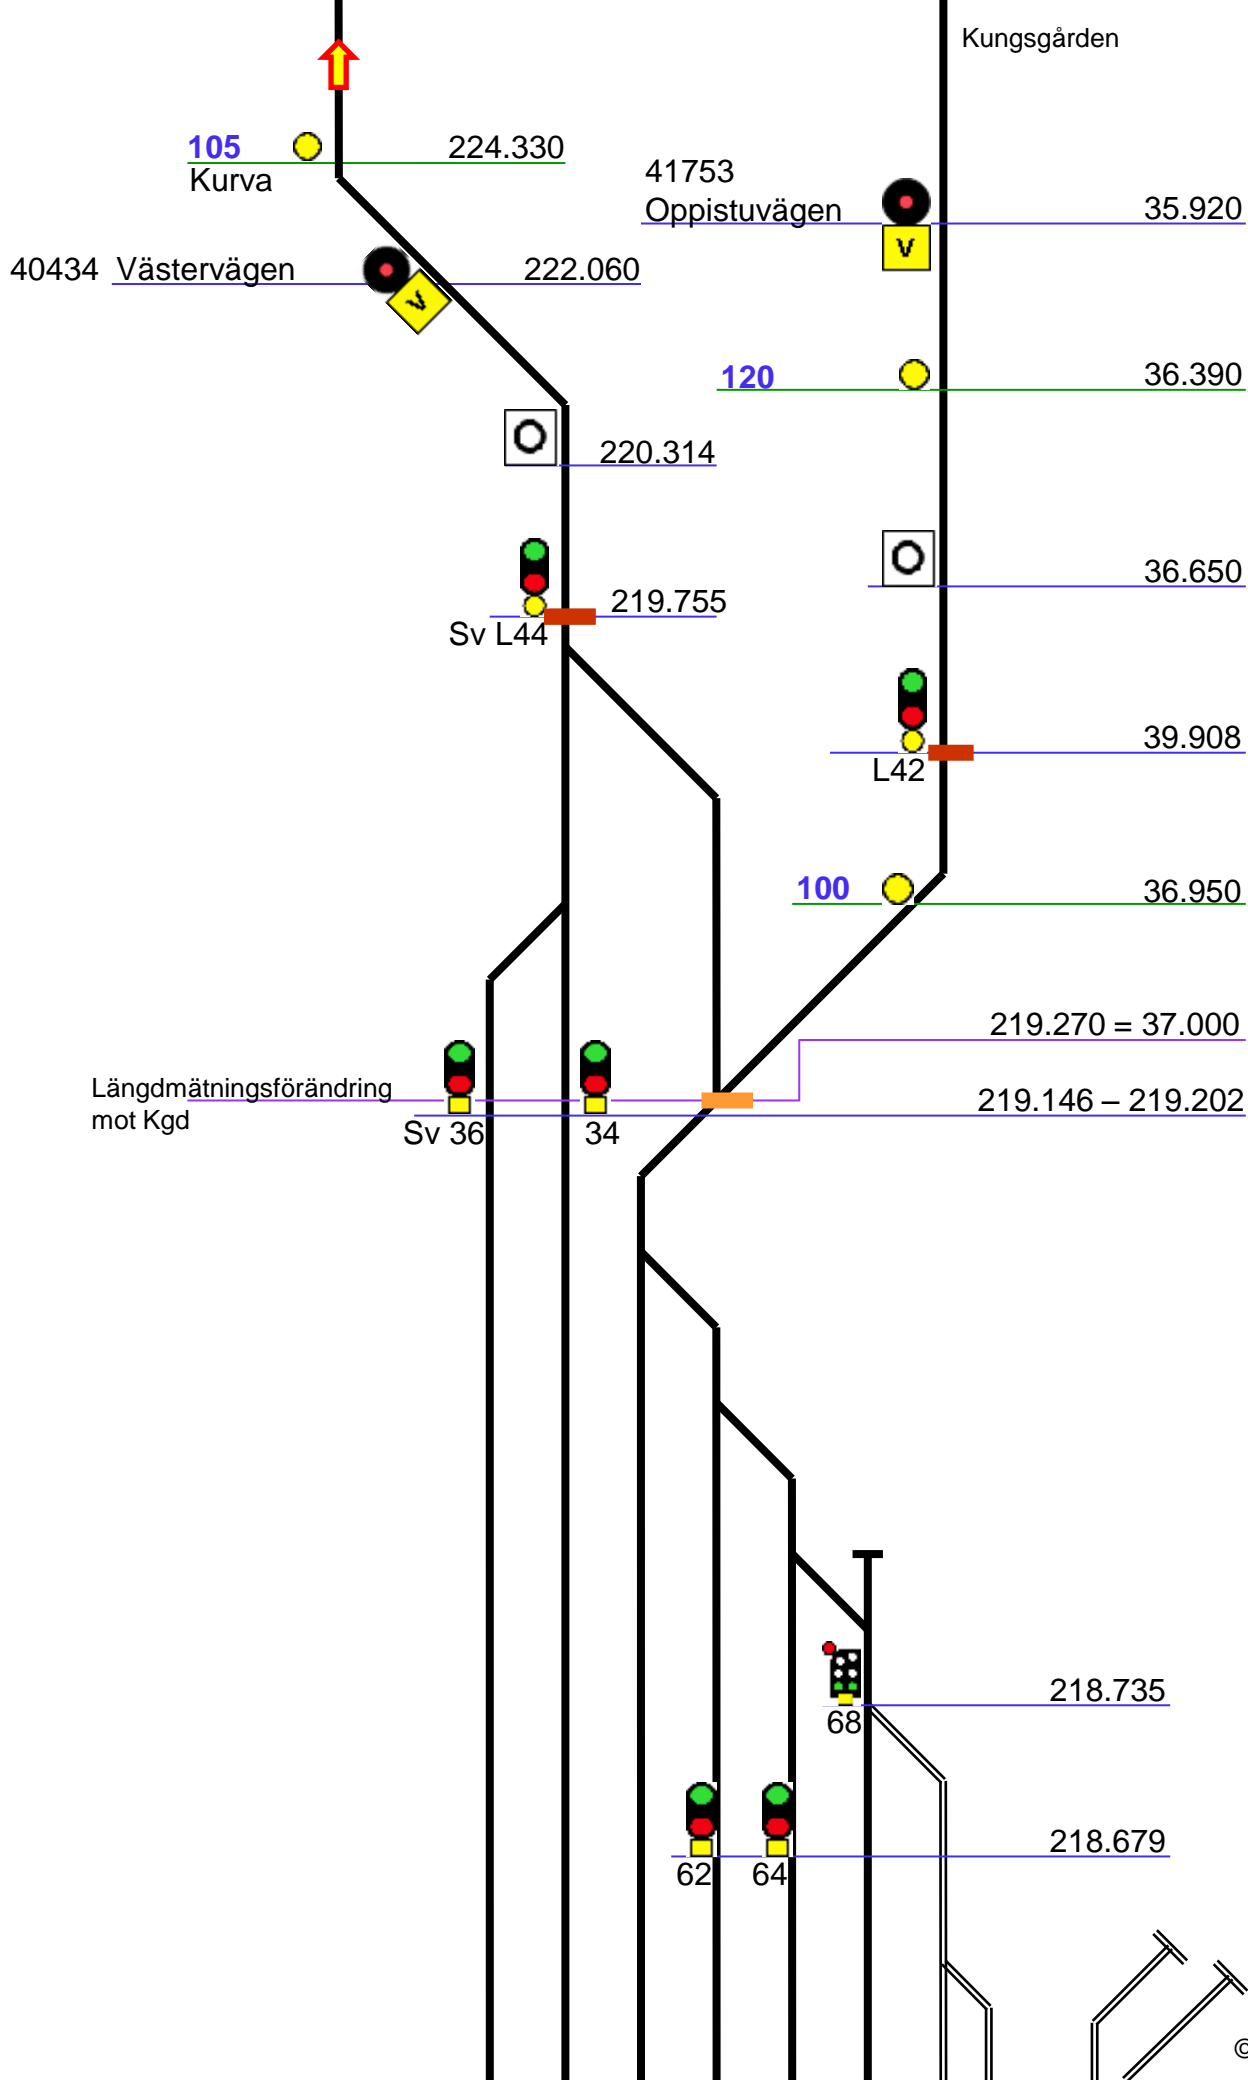 Kungsgården
105
224.330
Kurva
41753
Oppistuvägen
35.920
V
40434 Västervägen
222.060
V
120
36.390
O
220.314
O
36.650
219.755
Sv L44
39.908
L42
100
36.950
219.270 = 37.000
Längdmätningsförändring
mot Kgd
219.146 – 219.202
Sv 36
34
218.735
68
218.679
62
64
©